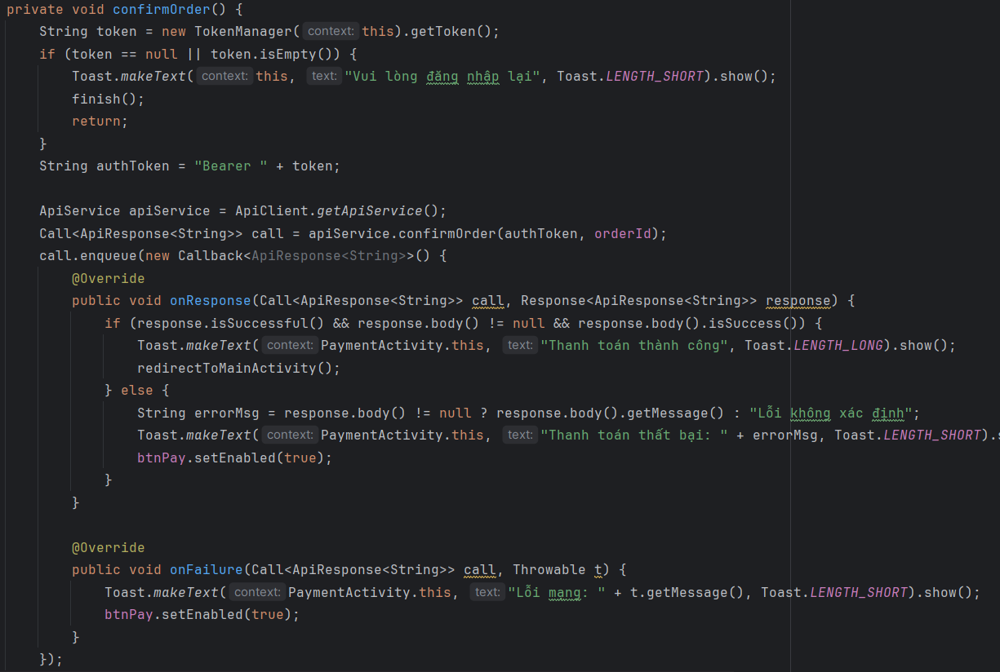 private void confirmOrder() {
String token = new TokenManager( context: this).getToken();
if (token == null || token.isEmpty()) {
Toast.makeText( context: this, text: "Vui lòng đăng nhập lại", Toast.LENGTH_SHORT).show();
finish();
return;
}
String authToken = "Bearer " + token;
ApiService apiService = ApiClient.getApiService();
Call<ApiResponse<String>> call = apiService.confirmOrder(authToken, orderId);
call.enqueue(new Callback<ApiResponse<String>>() {
@Override
public void onResponse(Call<ApiResponse<String>> call, Response<ApiResponse<String>> response) {
if (response.isSuccessful() && response.body() != null && response.body().isSuccess()) {
Toast.makeText( context: PaymentActivity.this, text: "Thanh toán thành công", Toast.LENGTH_LONG).show();
redirectToMainActivity();
} else {
String errorMsg = response.body() != null ? response.body().getMessage() : "Lỗi không xác định";
Toast.makeText( context: PaymentActivity.this, text: "Thanh toán thất bại: " + errorMsg, Toast.LENGTH_SHORT).
btnPay.setEnabled(true);
}
}
@Override
public void onFailure(Call<ApiResponse<String>> call, Throwable t) {
Toast.makeText( context: PaymentActivity.this, text: "Lỗi mạng: " + t.getMessage(), Toast.LENGTH_SHORT).show();
btnPay.setEnabled(true);
}
});